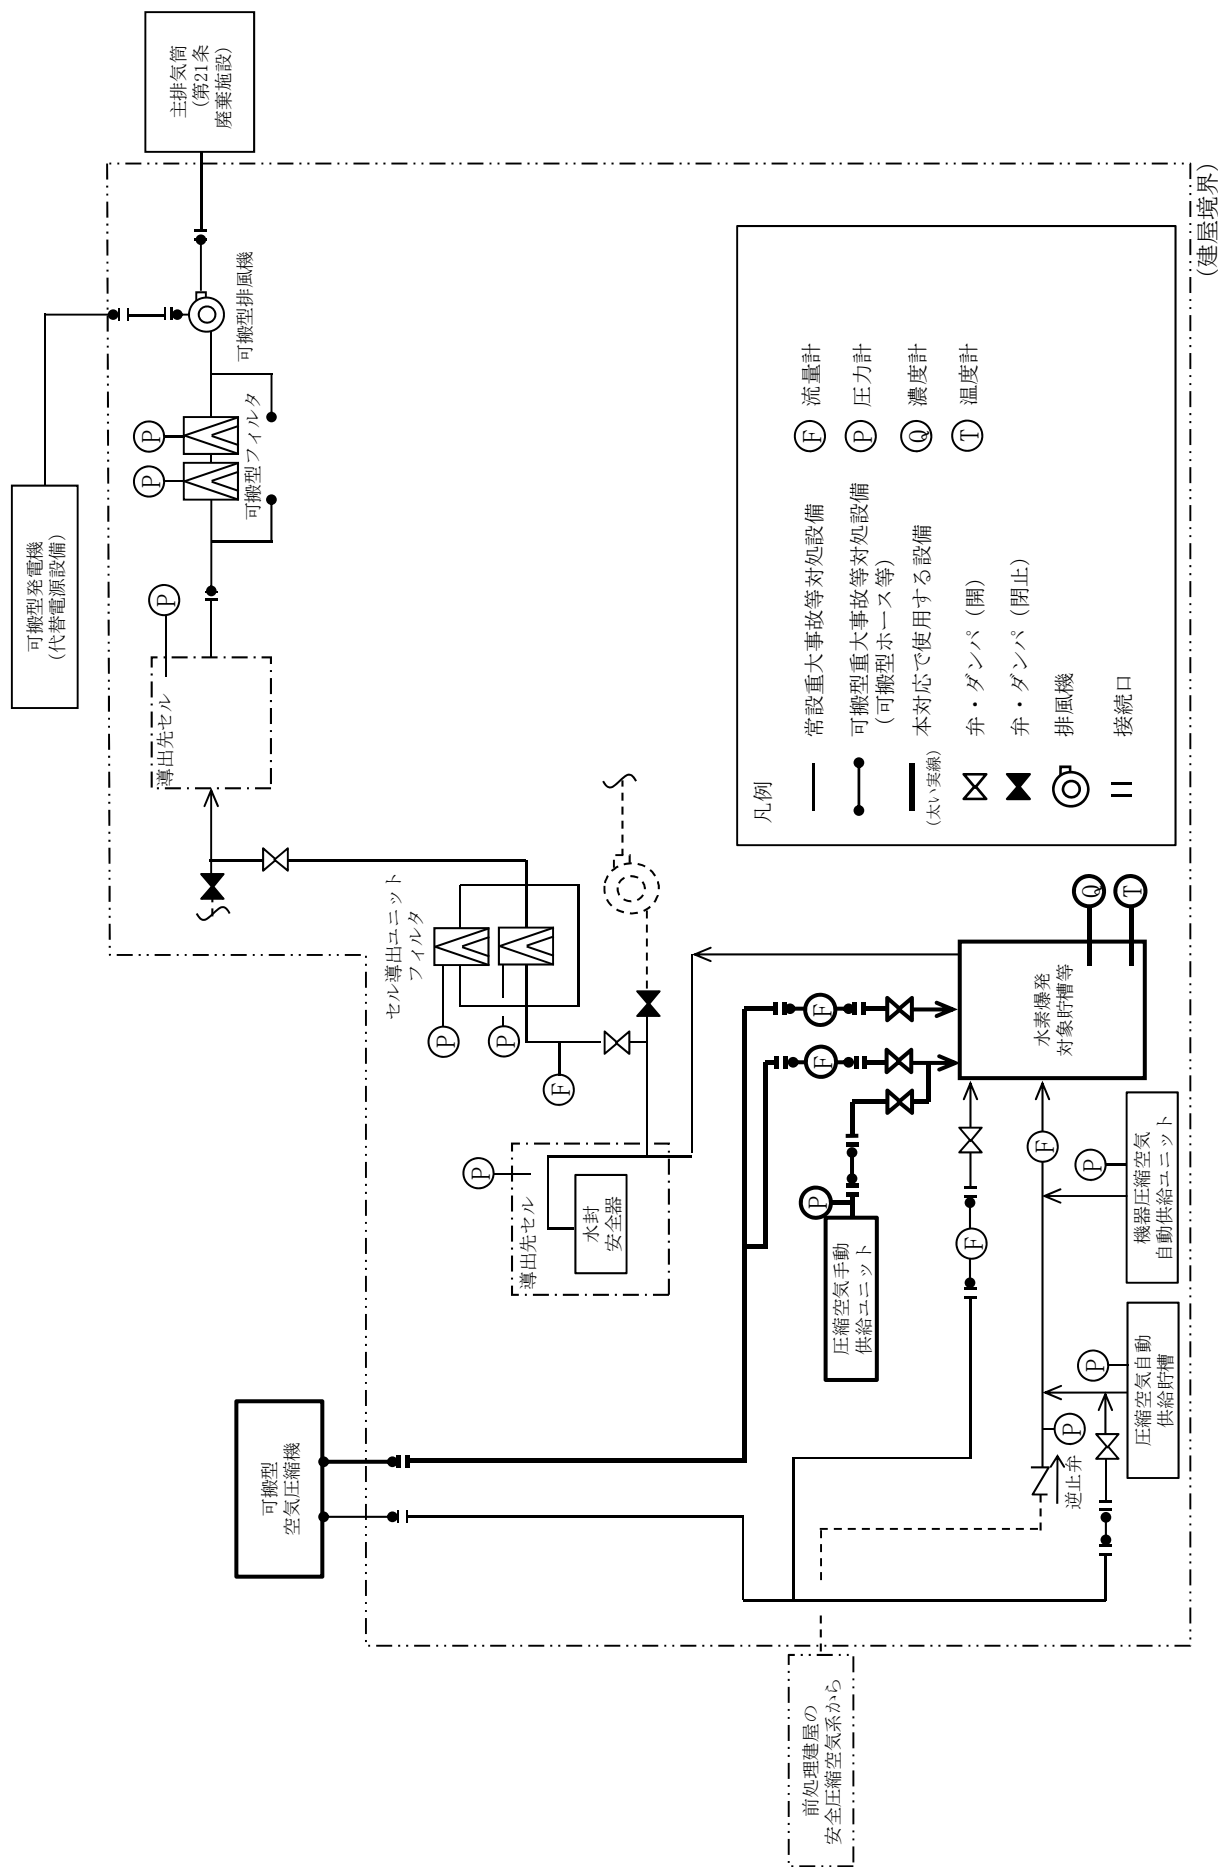 主排気筒
(第21条
廃棄施設)
(建屋境界)
可搬型排風機
可搬型発電機
(代替電源設備)
P
P
可搬型フィルタ
P
導出先セル
セル導出ユニット
フィルタ
P
P
F
P
導出先セル
水封
安全器
可搬型
空気圧縮機
F
F
P
圧縮空気手動
供給ユニット
水素爆発
対象貯槽等
Q
T
F
F
P
機器圧縮空気
自動供給ユニット
P
圧縮空気自動
供給貯槽
P
逆止弁
前処理建屋の
安全圧縮空気系から
凡例
常設重大事故等対処設備
可搬型重大事故等対処設備
(可搬型ホース等)
(太い実線)
本対応で使用する設備
弁・ダンパ(開)
弁・ダンパ(閉止)
排風機
接続口
F 流量計
P 圧力計
Q 濃度計
T 温度計